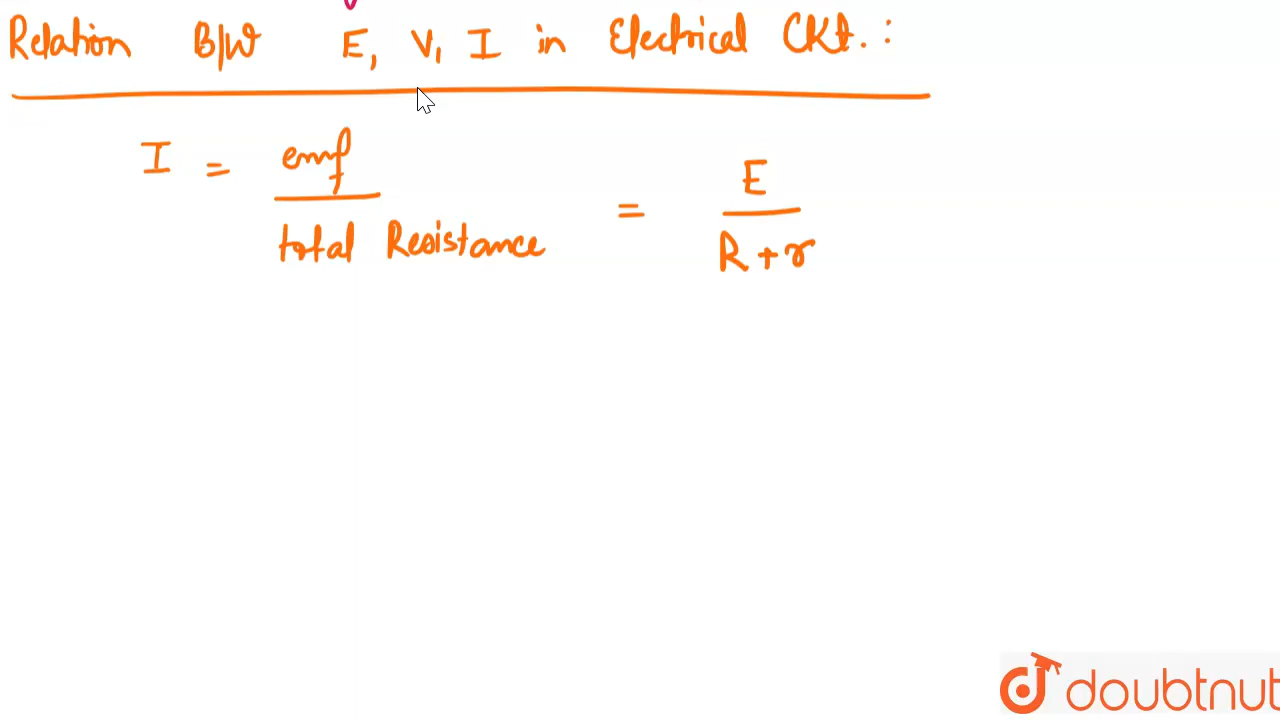 Relation B/W E, V, I in Electrical CKt. :
I = emf / total Resistance = E / R + r
doubtnut